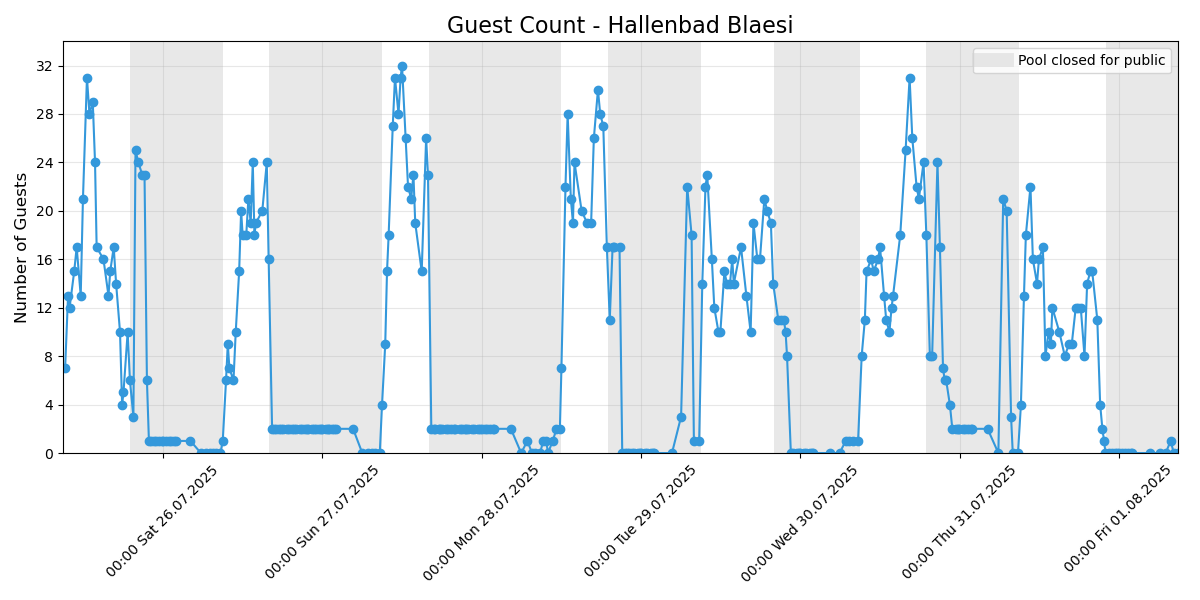 Guest Count - Hallenbad Blaesi
Pool closed for public
Number of Guests
32
28
24
20
16
12
8
4
0
00:00 Sat 26.07.2025
00:00 Sun 27.07.2025
00:00 Mon 28.07.2025
00:00 Tue 29.07.2025
00:00 Wed 30.07.2025
00:00 Thu 31.07.2025
00:00 Fri 01.08.2025